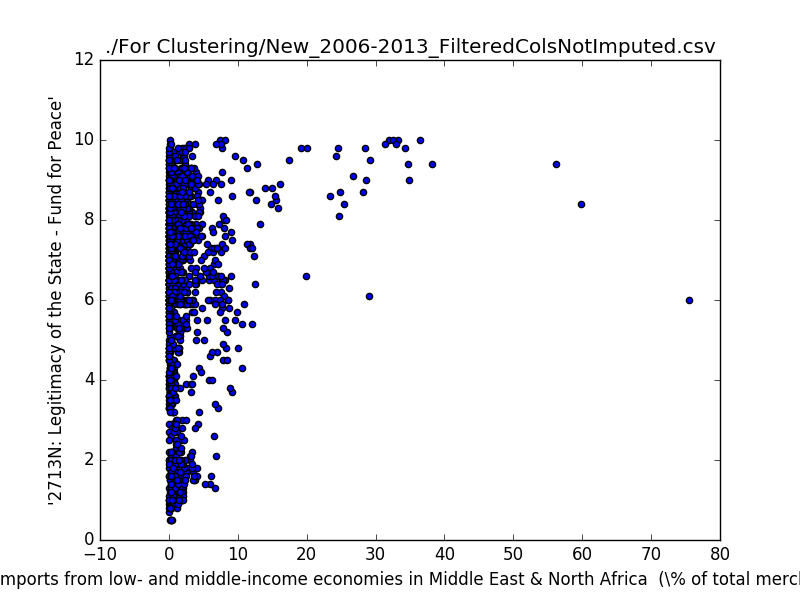 ./For Clustering/New_2006-2013_FilteredColsNotImputed.csv
'2713N: Legitimacy of the State - Fund for Peace'
12
10
8
6
4
2
0
−10 0 10 20 30 40 50 60 70 80
mports from low- and middle-income economies in Middle East & North Africa (\% of total merch